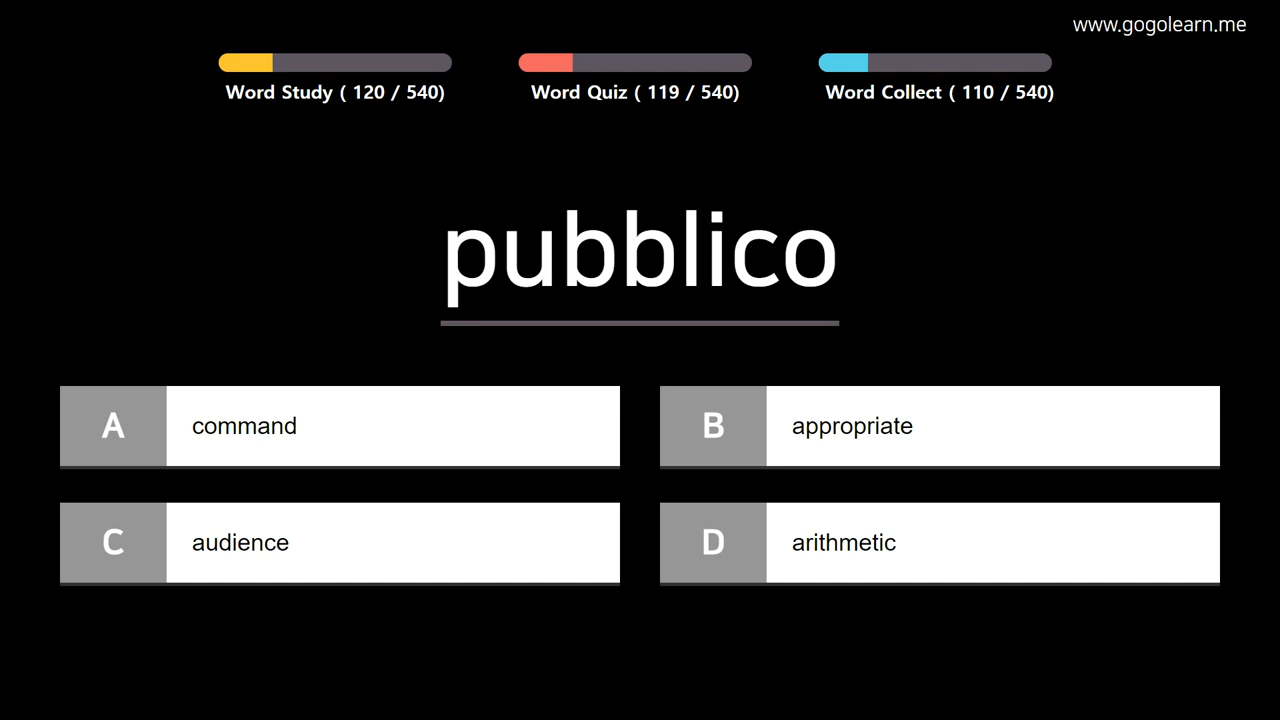 www.gogolearn.me
Word Study ( 120 / 540)
Word Quiz ( 119 / 540)
Word Collect ( 110 / 540)
pubblico
A command
B appropriate
C audience
D arithmetic